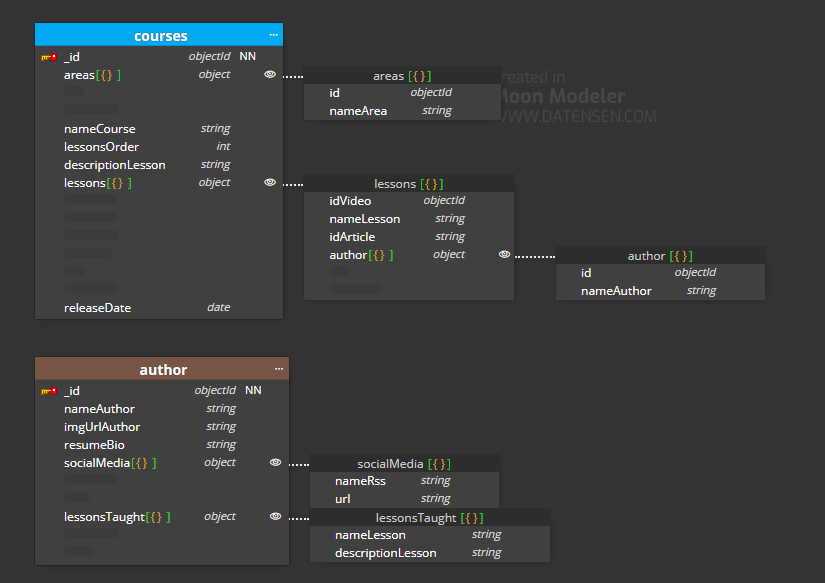 courses ...
_id objectId NN
areas[{} ] object
nameCourse string
lessonsOrder int
descriptionLesson string
lessons[{} ] object
releaseDate date
areas [{}]
id objectId
nameArea string
created in
Moon Modeler
WWW.DATENSEN.COM
lessons [{}]
idVideo objectId
nameLesson string
idArticle string
author[{} ] object
author [{}]
id objectId
nameAuthor string
author ...
_id objectId NN
nameAuthor string
imgUrlAuthor string
resumeBio string
socialMedia[{} ] object
lessonsTaught[{} ] object
socialMedia [{}]
nameRss string
url string
lessonsTaught [{}]
nameLesson string
descriptionLesson string